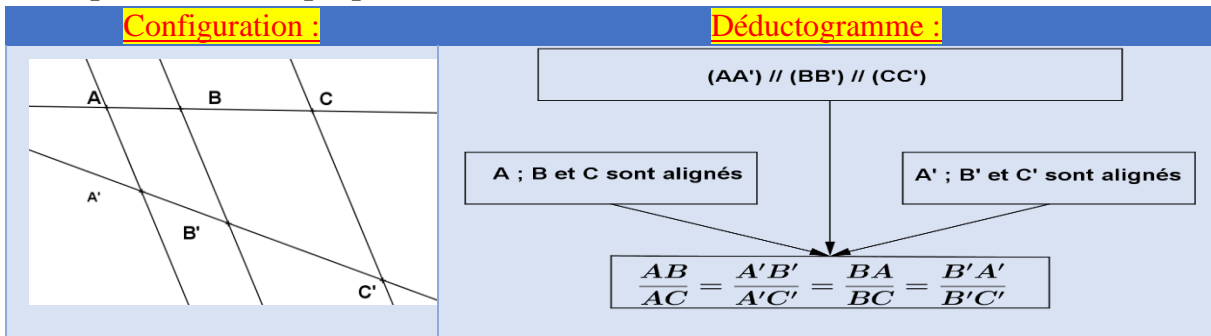 Configuration :
Déductogramme :
A B C
A'
B'
C'
(AA') // (BB') // (CC')
A ; B et C sont alignés
A' ; B' et C' sont alignés
AB/AC = A'B'/A'C' = BA/BC = B'A'/B'C'